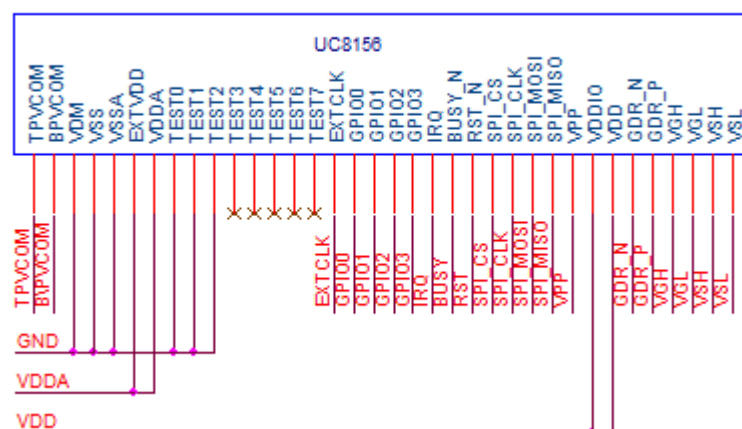 UC8156
TPVCOM
BPVCOM
VDM
VSS
VSSA
EXTVDD
VDDA
TEST0
TEST1
TEST2
TEST3
TEST4
TEST5
TEST6
TEST7
EXTCLK
GPIO0
GPIO1
GPIO2
GPIO3
IRQ
BUSY_N
RST_N
SPI_CS
SPI_CLK
SPI_MOSI
SPI_MISO
VPP
VDDIO
VDD
GDR_N
GDR_P
VGH
VGL
VSH
VSL
TPVCOM
B\PVCOM
EXTCLK
GPIO0
GPIO1
GPIO2
GPIO3
IRQ
BUSY
RST
SPI_CS
SPI_CLK
SPI_MOSI
SPI_MISO
VPP
GDR_N
GDR_P
VGH
VGL
VSH
VSL
GND
VDDA
VDD